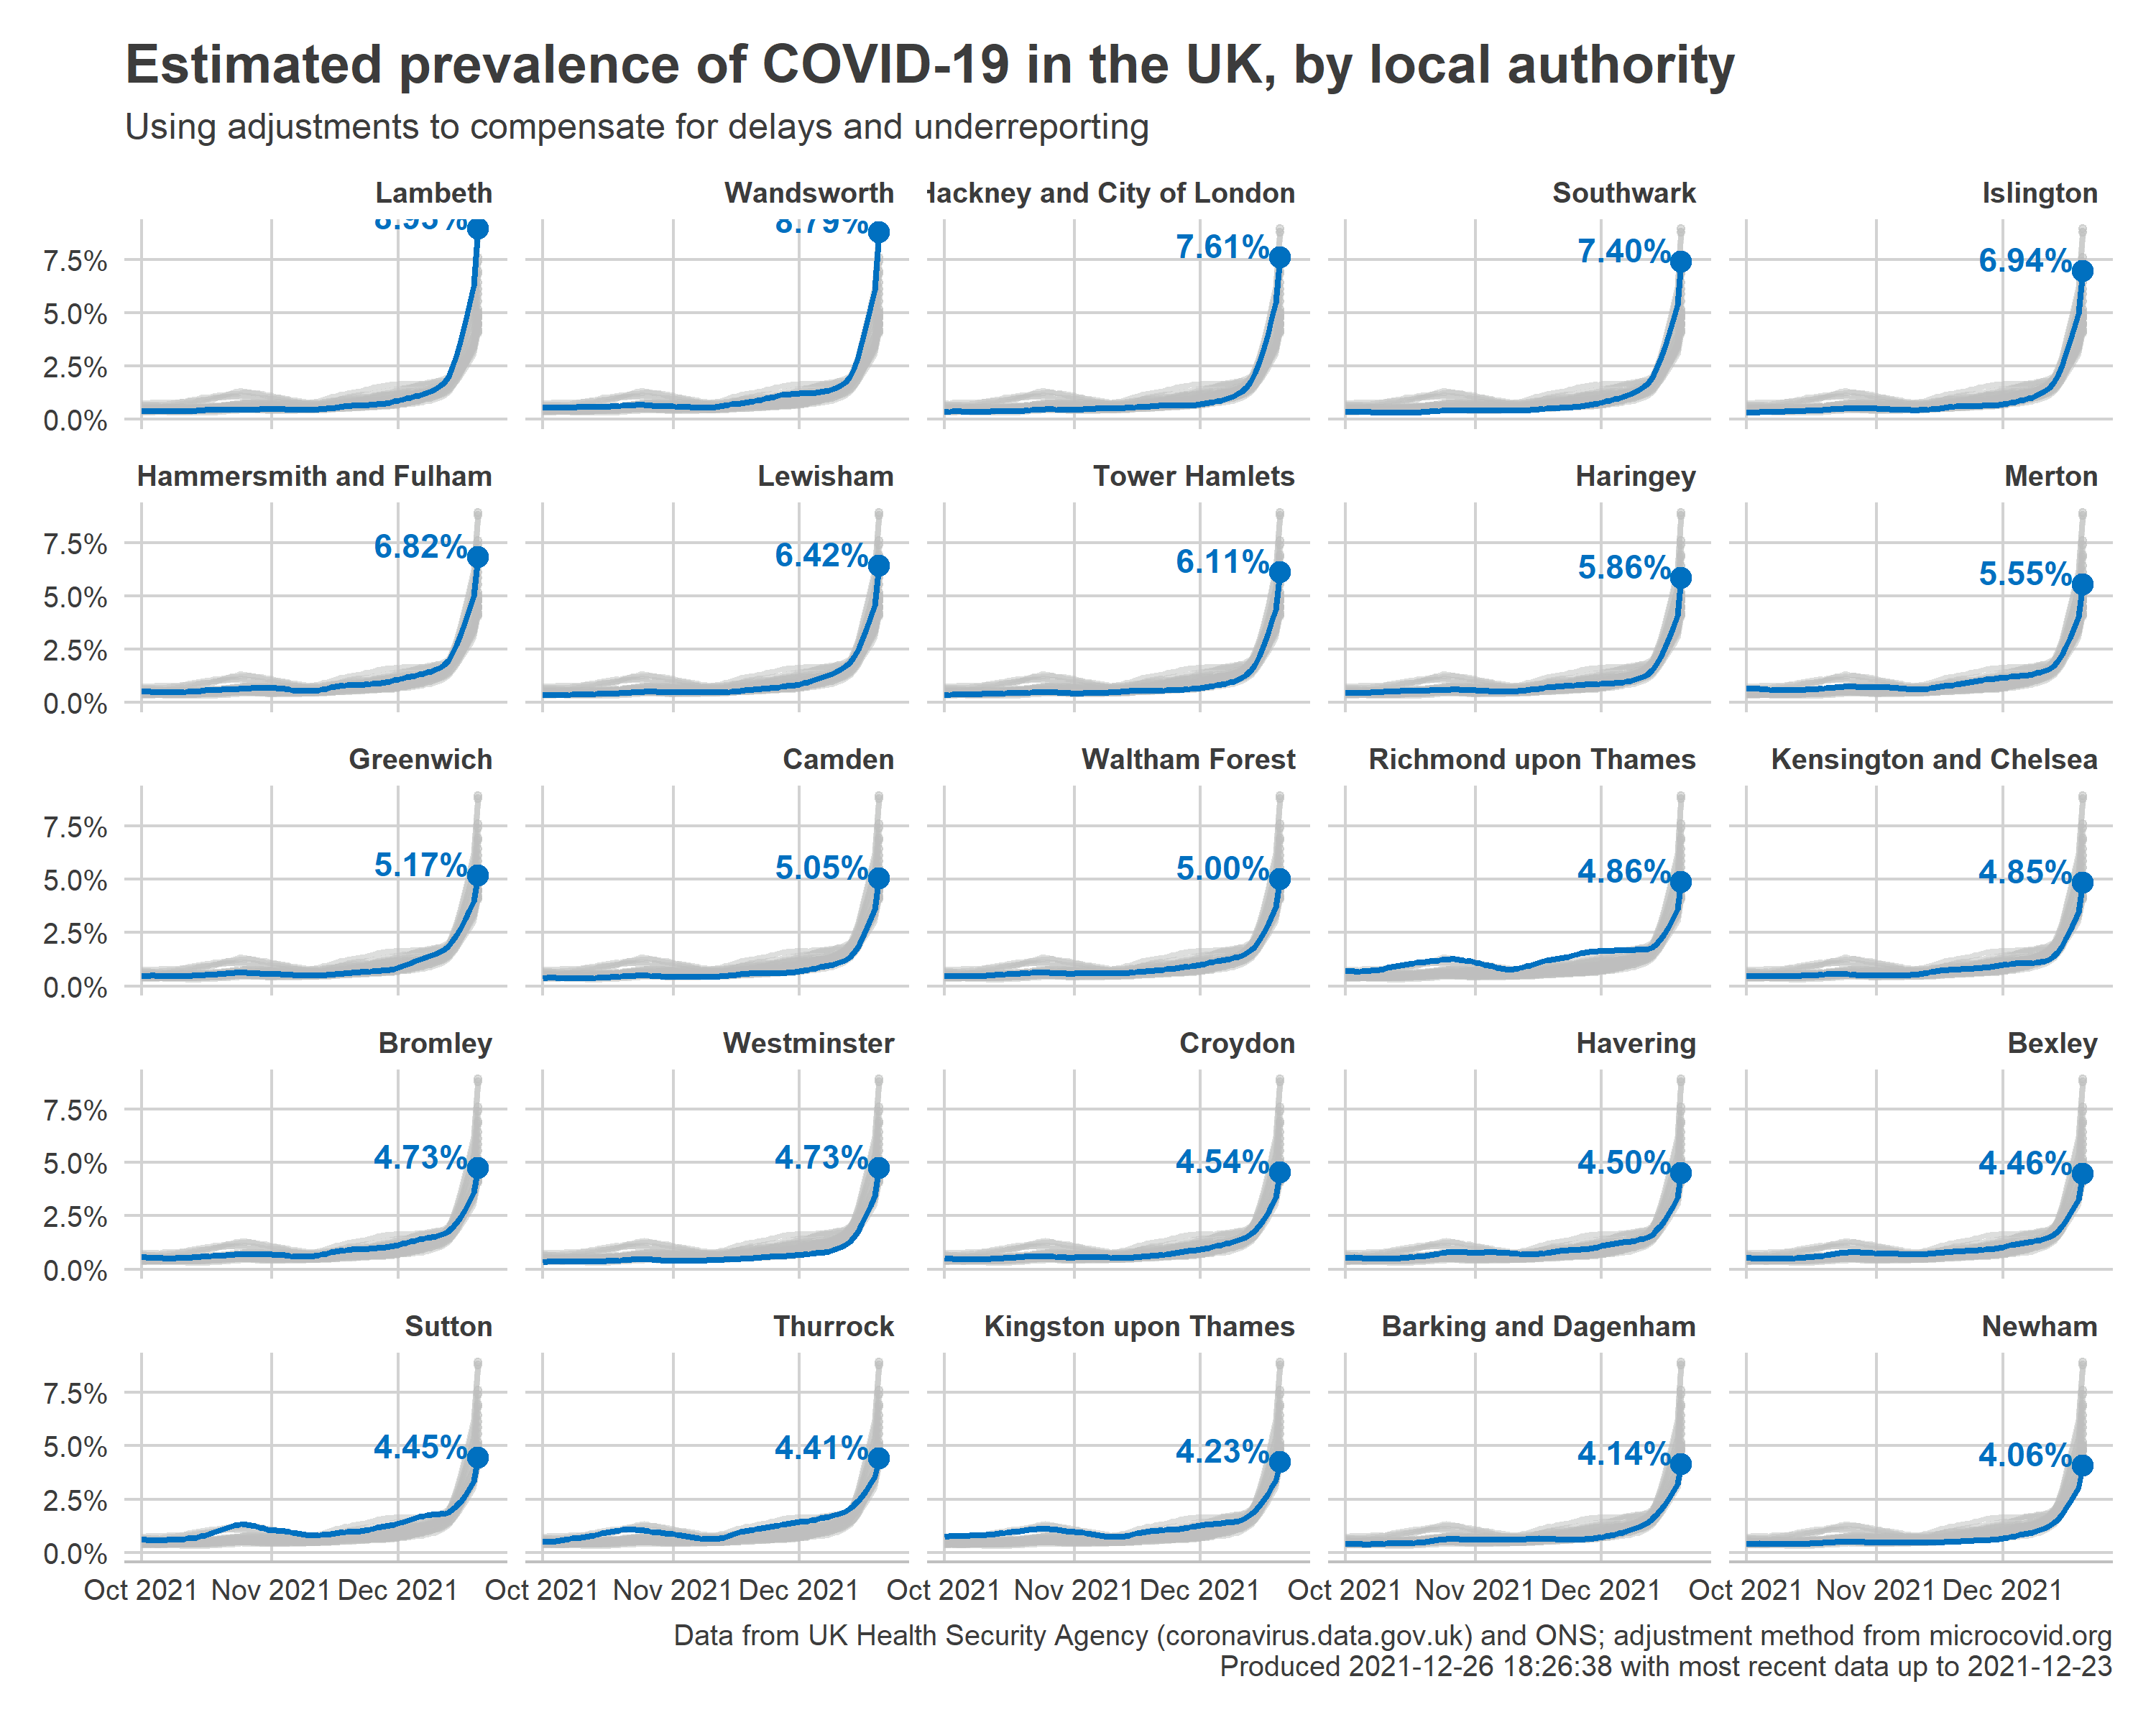 Estimated prevalence of COVID-19 in the UK, by local authority
Using adjustments to compensate for delays and underreporting
Lambeth Wandsworth Hackney and City of London Southwark Islington
8.79% 7.61% 7.40% 6.94%
7.5%
5.0%
2.5%
0.0%
Hammersmith and Fulham Lewisham Tower Hamlets Haringey Merton
6.82% 6.42% 6.11% 5.86% 5.55%
7.5%
5.0%
2.5%
0.0%
Greenwich Camden Waltham Forest Richmond upon Thames Kensington and Chelsea
5.17% 5.05% 5.00% 4.86% 4.85%
7.5%
5.0%
2.5%
0.0%
Bromley Westminster Croydon Havering Bexley
4.73% 4.73% 4.54% 4.50% 4.46%
7.5%
5.0%
2.5%
0.0%
Sutton Thurrock Kingston upon Thames Barking and Dagenham Newham
4.45% 4.41% 4.23% 4.14% 4.06%
7.5%
5.0%
2.5%
0.0%
Oct 2021 Nov 2021 Dec 2021 Oct 2021 Nov 2021 Dec 2021 Oct 2021 Nov 2021 Dec 2021 Oct 2021 Nov 2021 Dec 2021 Oct 2021 Nov 2021 Dec 2021
Data from UK Health Security Agency (coronavirus.data.gov.uk) and ONS; adjustment method from microcovid.org
Produced 2021-12-26 18:26:38 with most recent data up to 2021-12-23